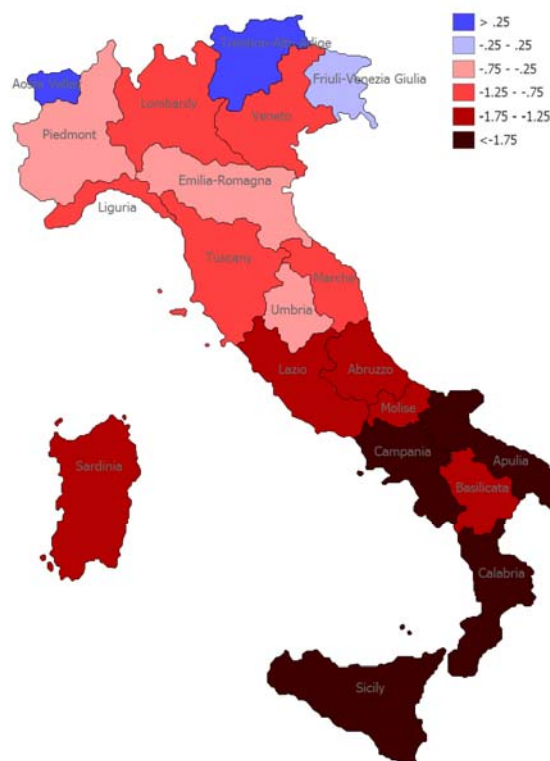 > .25
-.25 - .25
-.75 - -.25
-1.25 - -.75
-1.75 - -1.25
<-1.75
Trentino-Alto Adige
Aosta Valley
Friuli-Venezia Giulia
Lombardy
Veneto
Piedmont
Emilia-Romagna
Liguria
Tuscany
Marche
Umbria
Lazio
Abruzzo
Molise
Campania
Apulia
Sardinia
Basilicata
Calabria
Sicily